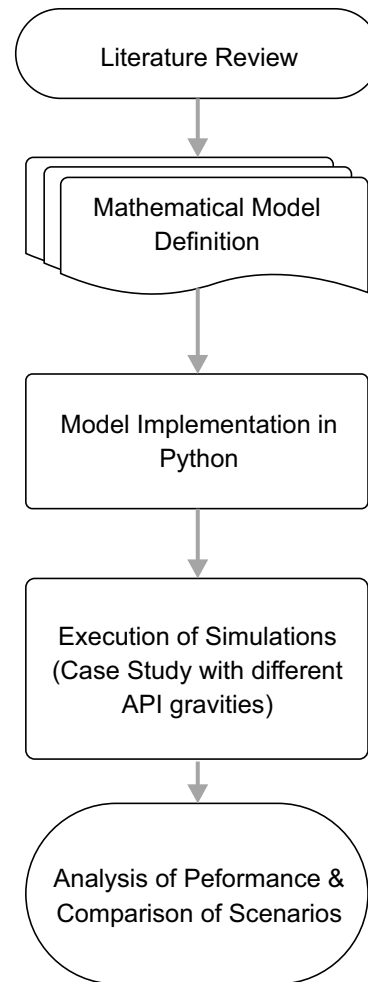 Literature Review
Mathematical Model
Definition
Model Implementation in
Python
Execution of Simulations
(Case Study with different
API gravities)
Analysis of Peformance &
Comparison of Scenarios